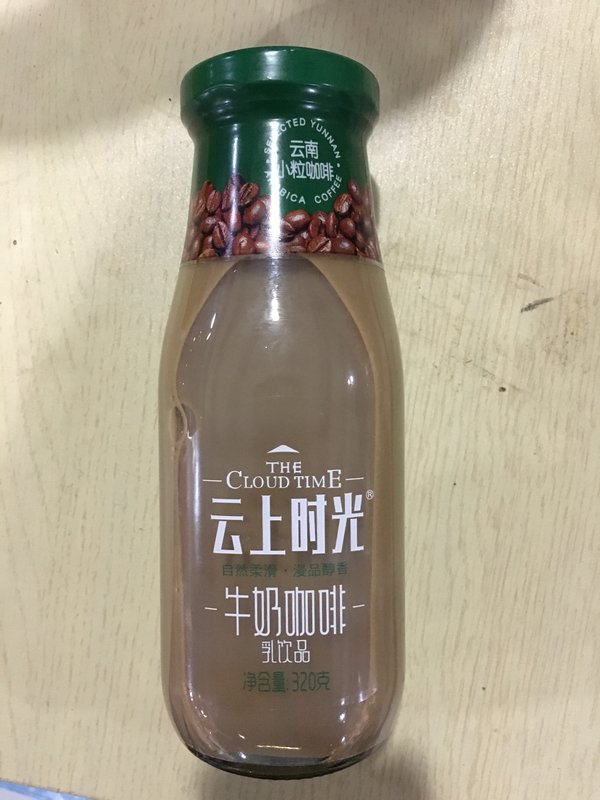 SELECTED YUNNAN
云南
小粒咖啡
ARABICA COFFEE
THE
CLOUD TIME
云上时光®
自然柔滑·漫品醇香
牛奶咖啡
乳饮品
净含量:320克